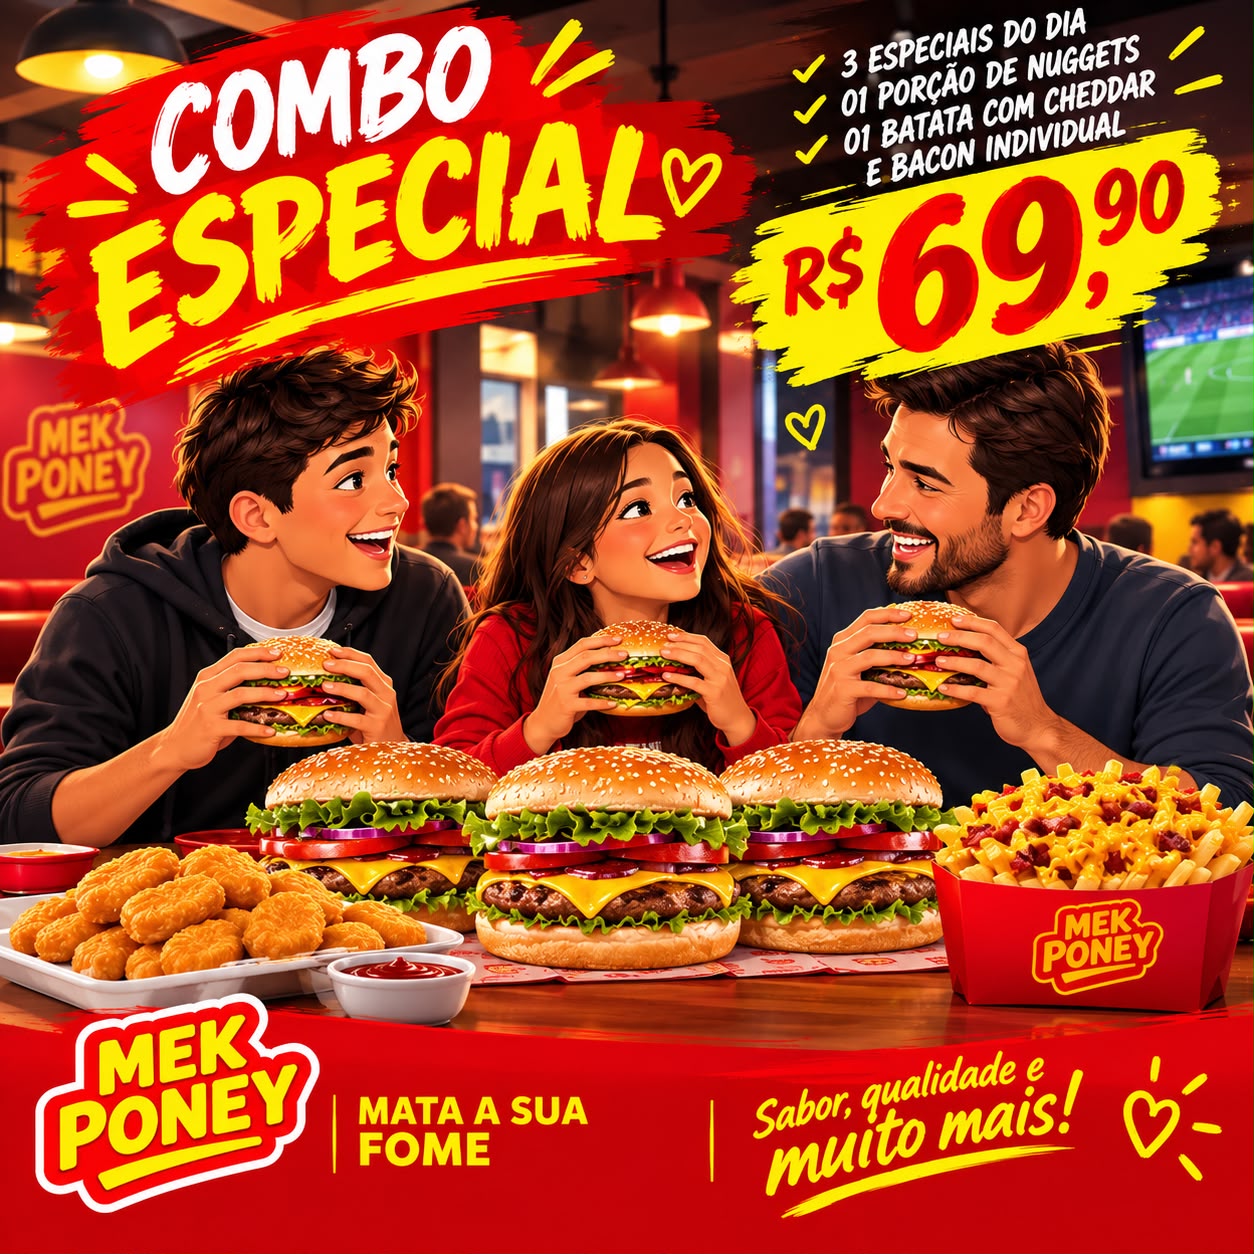 COMBO
ESPECIAL
3 ESPECIAIS DO DIA
01 PORÇÃO DE NUGGETS
01 BATATA COM CHEDDAR
E BACON INDIVIDUAL
R$ 69,90
MEK
PONEY
MEK
PONEY
MEK
PONEY
MATA A SUA
FOME
Sabor, qualidade e
muito mais!